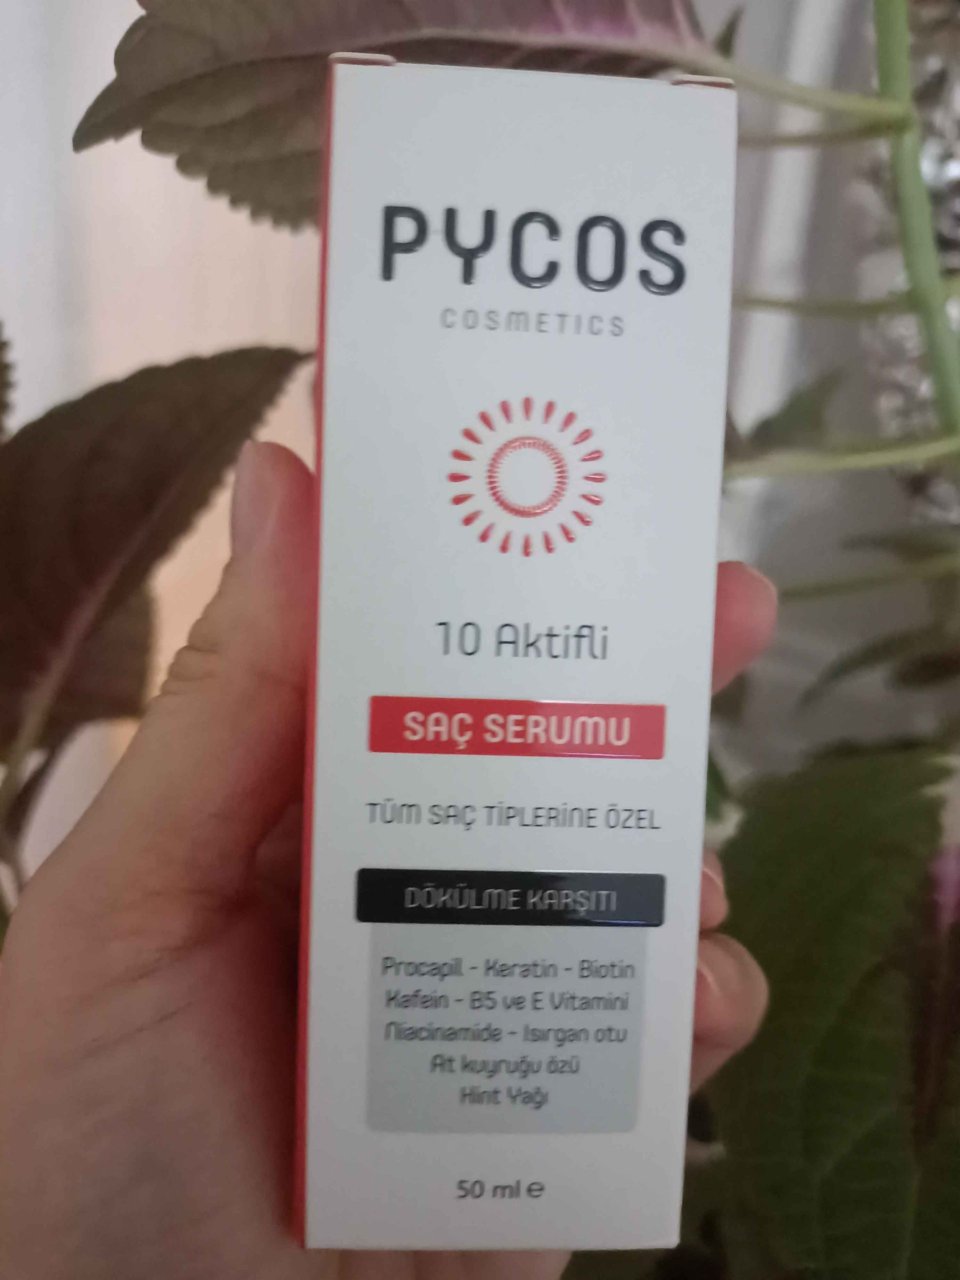 PYCOS
COSMETICS
10 Aktifli
SAÇ SERUMU
TÜM SAÇ TİPLERİNE ÖZEL
DÖKÜLME KARŞITI
Procapil - Keratin - Biotin
Kafein - B5 ve E Vitamini
Niacinamide - Isırgan otu
At kuyruğu özü
Hint Yağı
50 ml ℮